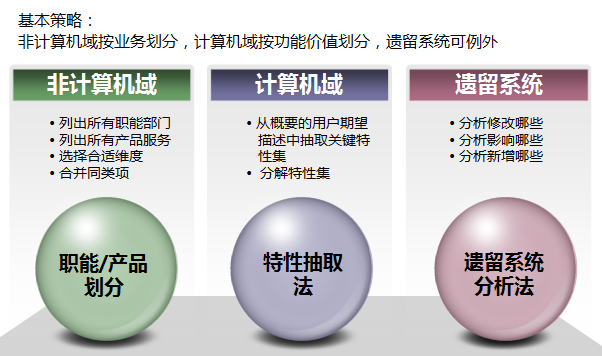 基本策略：
非计算机域按业务划分，计算机域按功能价值划分，遗留系统可例外
非计算机域
• 列出所有职能部门
• 列出所有产品服务
• 选择合适维度
• 合并同类项
职能/产品
划分
计算机域
• 从概要的用户期望
描述中抽取关键特
性集
• 分解特性集
特性抽取
法
遗留系统
• 分析修改哪些
• 分析影响哪些
• 分析新增哪些
遗留系统
分析法